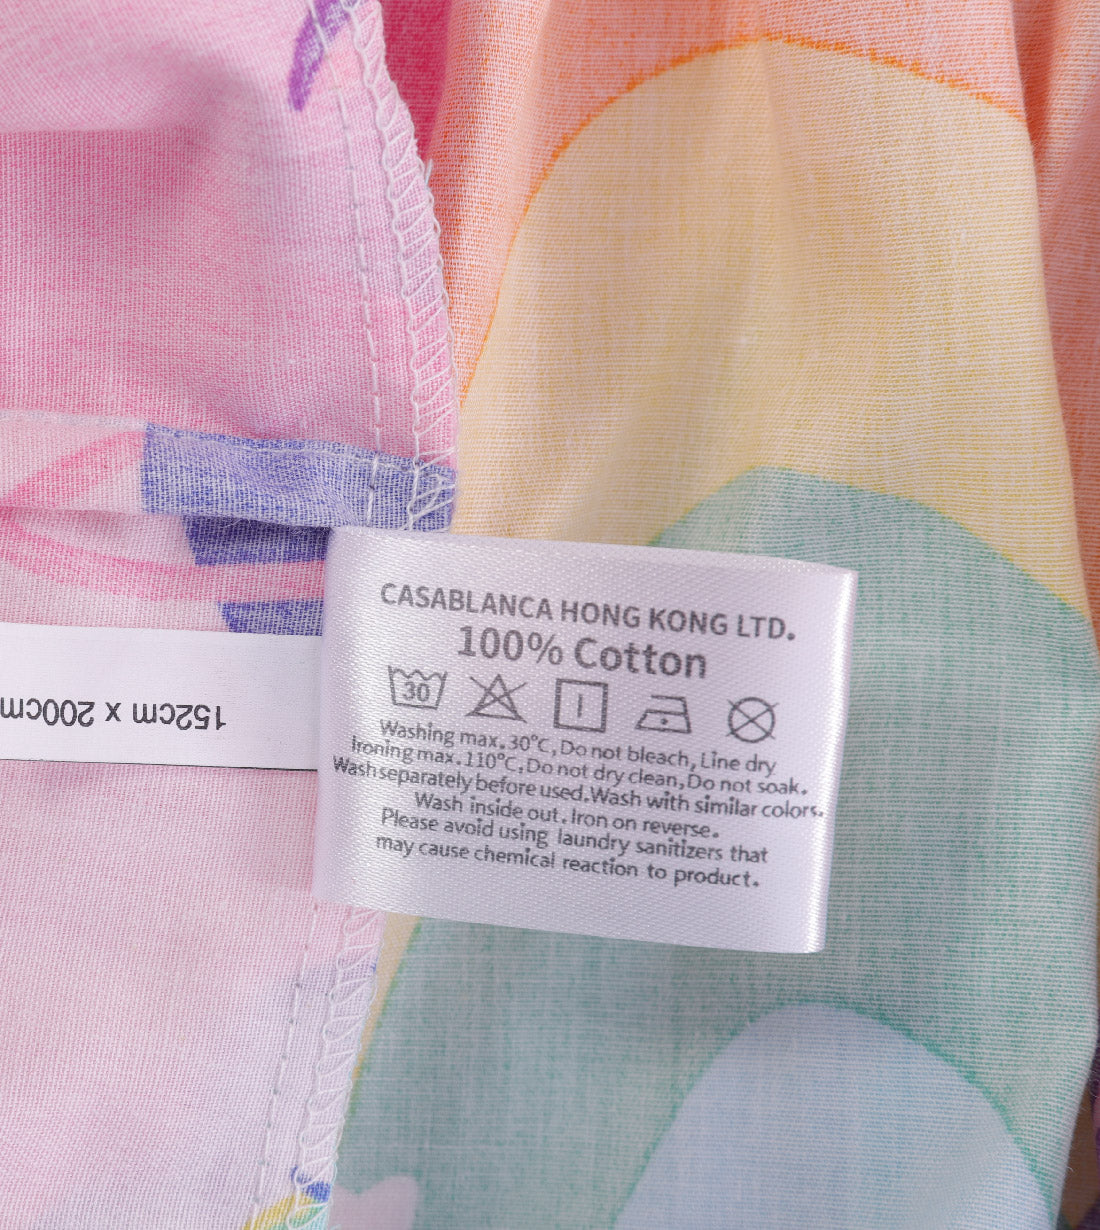 CASABLANCA HONG KONG LTD.
100% Cotton
30
Washing max. 30°C, Do not bleach, Line dry
Ironing max. 110°C, Do not dry clean, Do not soak.
Wash separately before used. Wash with similar colors.
Wash inside out. Iron on reverse.
Please avoid using laundry sanitizers that
may cause chemical reaction to product.
152cm x 200cm